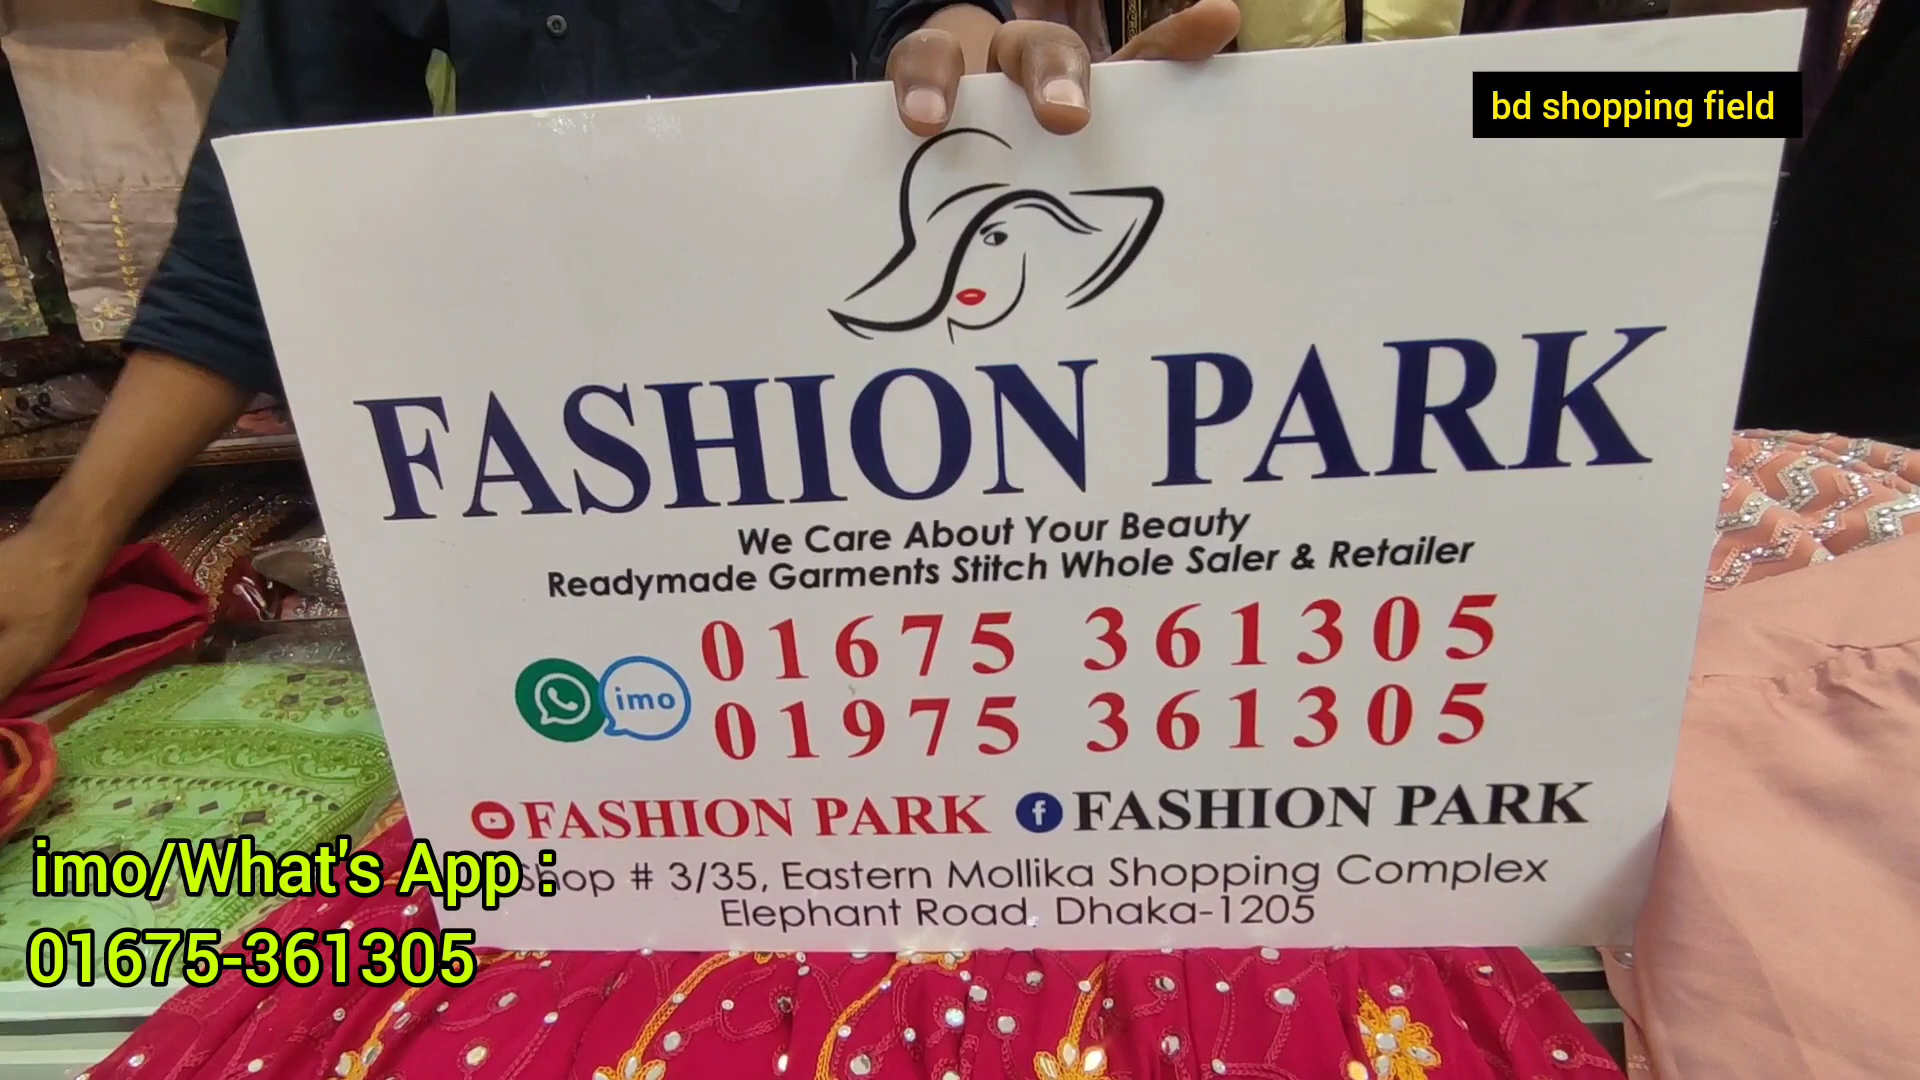 bd shopping field
FASHION PARK
We Care About Your Beauty
Readymade Garments Stitch Whole Saler & Retailer
01675 361305
imo
01975 361305
FASHION PARK FASHION PARK
Shop # 3/35, Eastern Mollika Shopping Complex
Elephant Road, Dhaka-1205
imo/What's App :
01675-361305